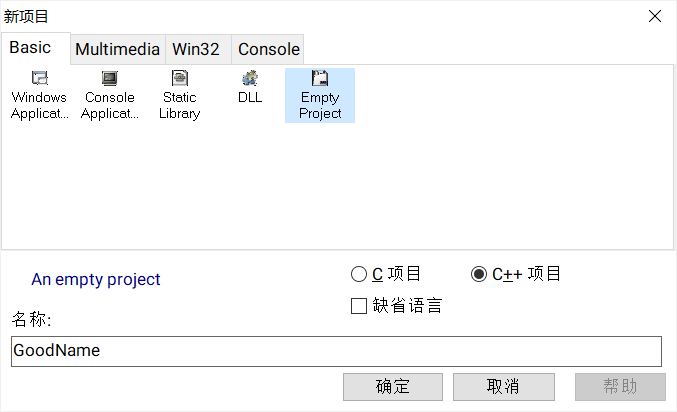 新项目
Basic Multimedia Win32 Console
Windows Applicat...
Console Applicat...
Static Library
DLL
Empty Project
An empty project
C 项目
C++ 项目
缺省语言
名称:
GoodName
确定 取消 帮助